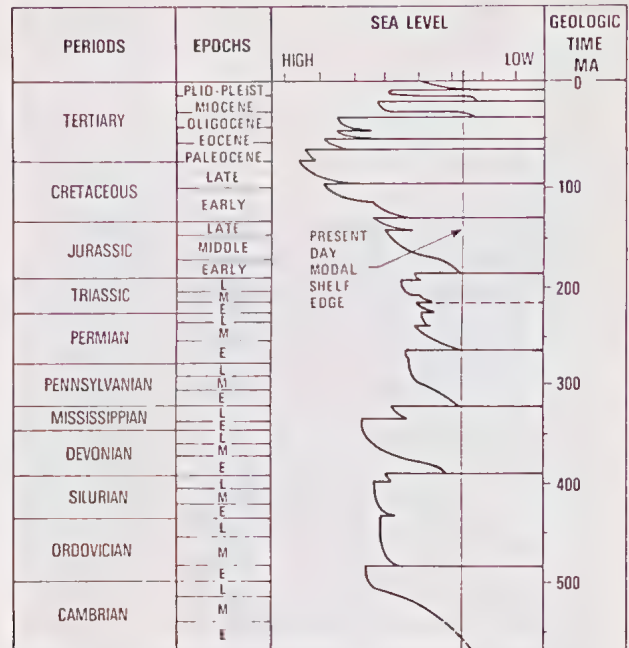 PERIODS
EPOCHS
SEA LEVEL
HIGH
LOW
GEOLOGIC
TIME
MA
TERTIARY
PLIO-PLEIST
MIOCENE
OLIGOCENE
EOCENE
PALEOCENE
CRETACEOUS
LATE
EARLY
JURASSIC
LATE
MIDDLE
EARLY
TRIASSIC
L
M
E
PERMIAN
L
M
E
PENNSYLVANIAN
L
M
E
MISSISSIPPIAN
L
E
DEVONIAN
L
M
E
SILURIAN
L
M
E
ORDOVICIAN
L
M
E
CAMBRIAN
L
M
E
PRESENT
DAY
MODAL
SHELF
EDGE
0
100
200
300
400
500